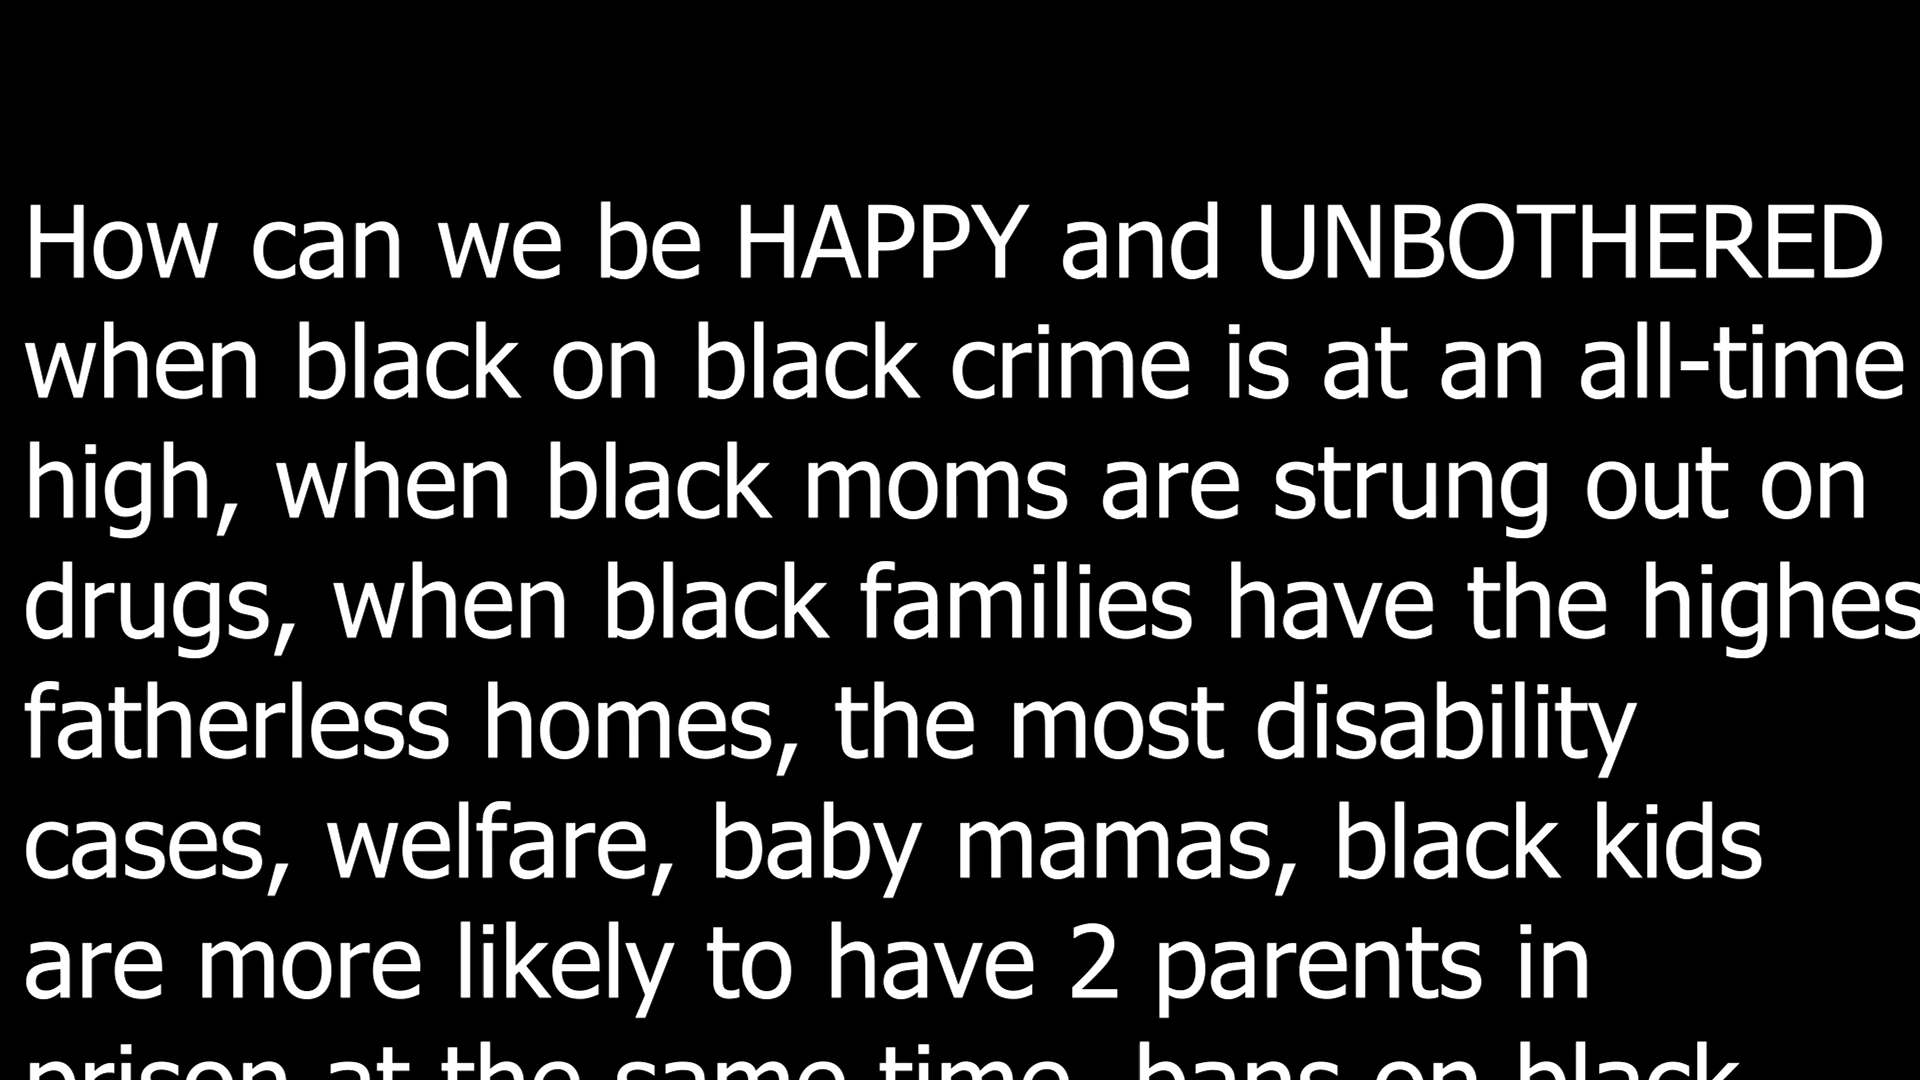 How can we be HAPPY and UNBOTHERED
when black on black crime is at an all-time
high, when black moms are strung out on
drugs, when black families have the highes
fatherless homes, the most disability
cases, welfare, baby mamas, black kids
are more likely to have 2 parents in
prison at the same time, bans on black